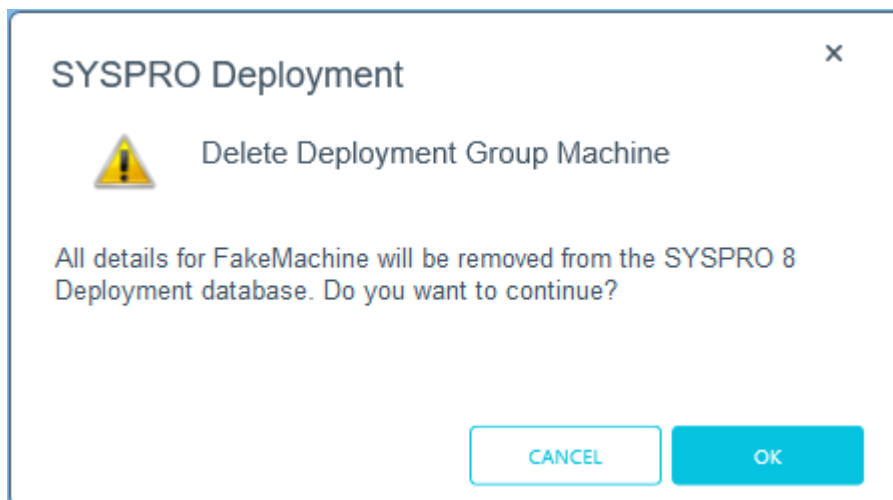 SYSPRO Deployment
Delete Deployment Group Machine
All details for FakeMachine will be removed from the SYSPRO 8
Deployment database. Do you want to continue?
CANCEL
OK